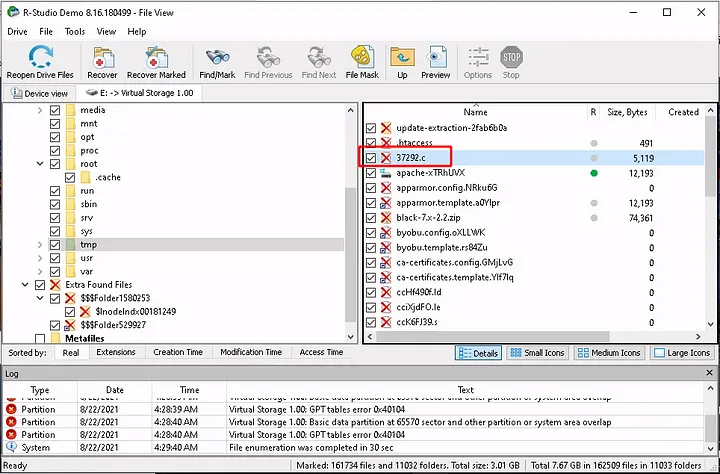 R-Studio Demo 8.16.180499 - File View
Drive File Tools View Help
Reopen Drive Files Recover Recover Marked Find/Mark Find Previous Find Next File Mask Up Preview Options Stop
Device view E: -> Virtual Storage 1.00
media
mnt
opt
proc
root
.cache
run
sbin
srv
sys
tmp
usr
var
Extra Found Files
$$$Folder1580253
$InodeIndx00181249
$$$Folder529927
Metafiles
Name R Size, Bytes Created
update-extraction-2fab6b0a
.htaccess 491
37292.c 5,119
apache-xTRhUVX 12,193
apparmor.config.NRku6G 0
apparmor.template.a0YIpr 12,193
black-7.x-2.2.zip 74,361
byobu.config.oXLLWK 0
byobu.template.rs84Zu 0
ca-certificates.config.GMjLvG 0
ca-certificates.template.YIf7Iq 0
ccHf490f.ld 0
cciXjdFO.le 0
ccK6FJ39.s 0
Sorted by: Real Extensions Creation Time Modification Time Access Time
Details Small Icons Medium Icons Large Icons
Log
Type Date Time Text
Partition 8/22/2021 4:28:39 AM Virtual Storage 1.00: GPT tables error 0x40104
Partition 8/22/2021 4:28:40 AM Virtual Storage 1.00: Basic data partition at 65570 sector and other partition or system area overlap
Partition 8/22/2021 4:28:40 AM Virtual Storage 1.00: GPT tables error 0x40104
System 8/22/2021 4:29:40 AM File enumeration was completed in 30 sec
Ready Marked: 161734 files and 11032 folders. Total size: 3.01 GB Total 7.67 GB in 162509 files in 11033 folders